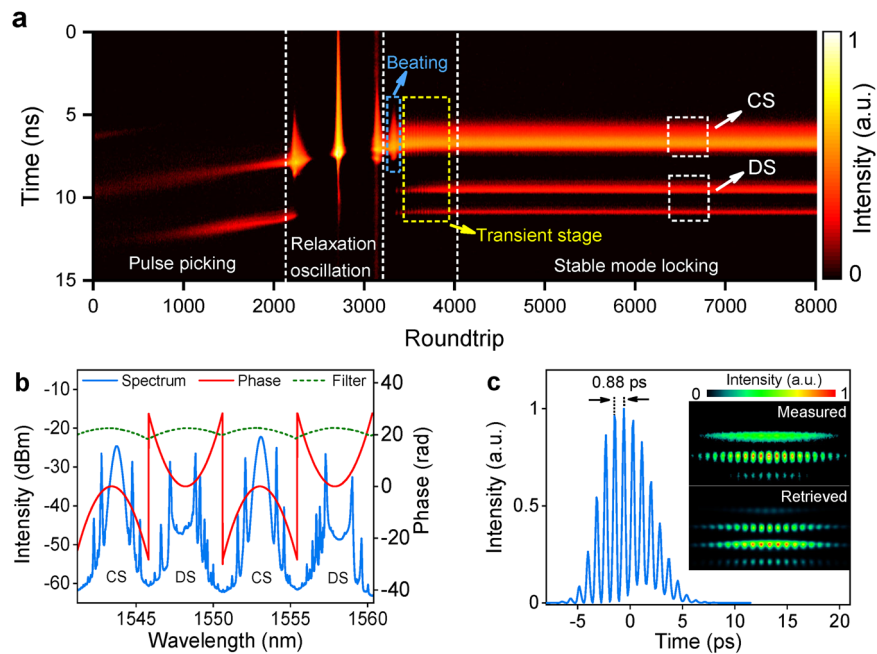 a
0
5
10
15
Time (ns)
Beating
CS
DS
Transient stage
Pulse picking
Relaxation
oscillation
Stable mode locking
0
1000
2000
3000
4000
5000
6000
7000
8000
Roundtrip
1
0
Intensity (a.u.)
b
Spectrum
Phase
Filter
-10
-20
-30
-40
-50
-60
Intensity (dBm)
40
20
0
-20
-40
Phase (rad)
CS
DS
CS
DS
1545
1550
1555
1560
Wavelength (nm)
c
0.88 ps
1
0.5
0
Intensity (a.u.)
Intensity (a.u.)
0
1
Measured
Retrieved
-5
0
5
10
15
20
Time (ps)